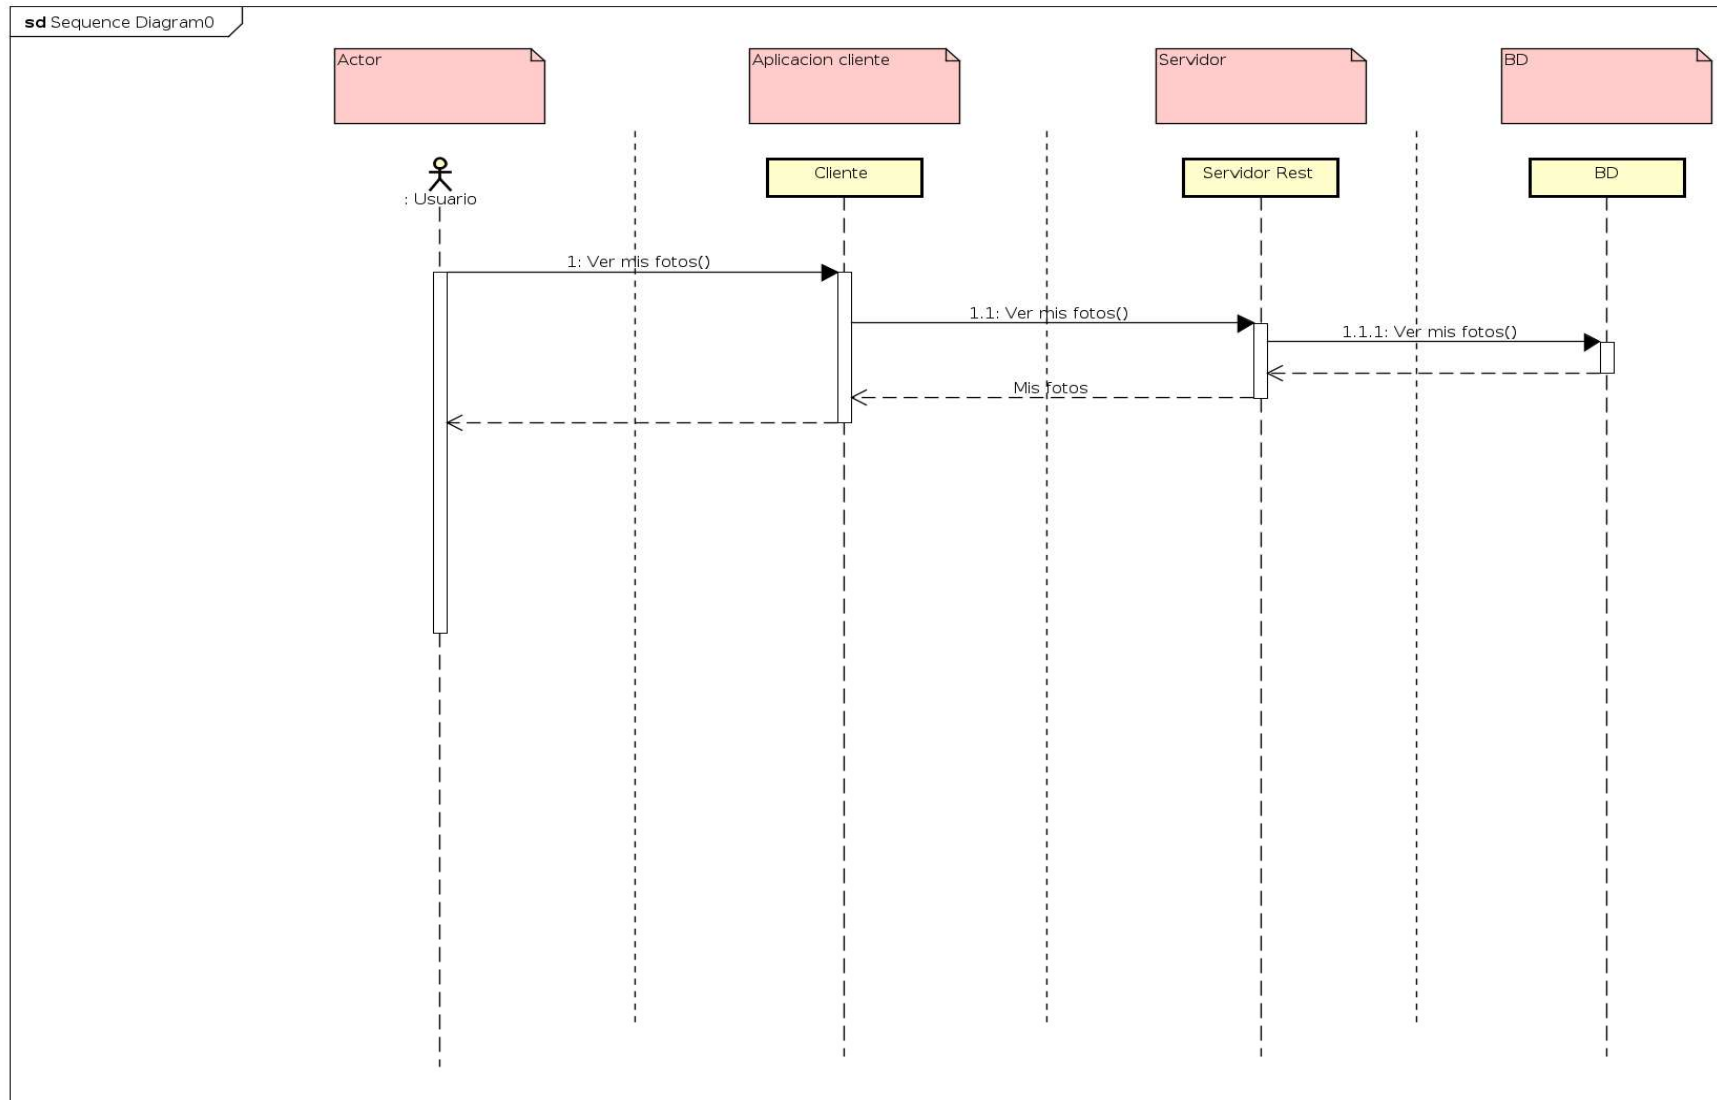 sd Sequence Diagram0
Actor
Aplicacion cliente
Servidor
BD
: Usuario
Cliente
Servidor Rest
BD
1: Ver mis fotos()
1.1: Ver mis fotos()
1.1.1: Ver mis fotos()
Mis fotos